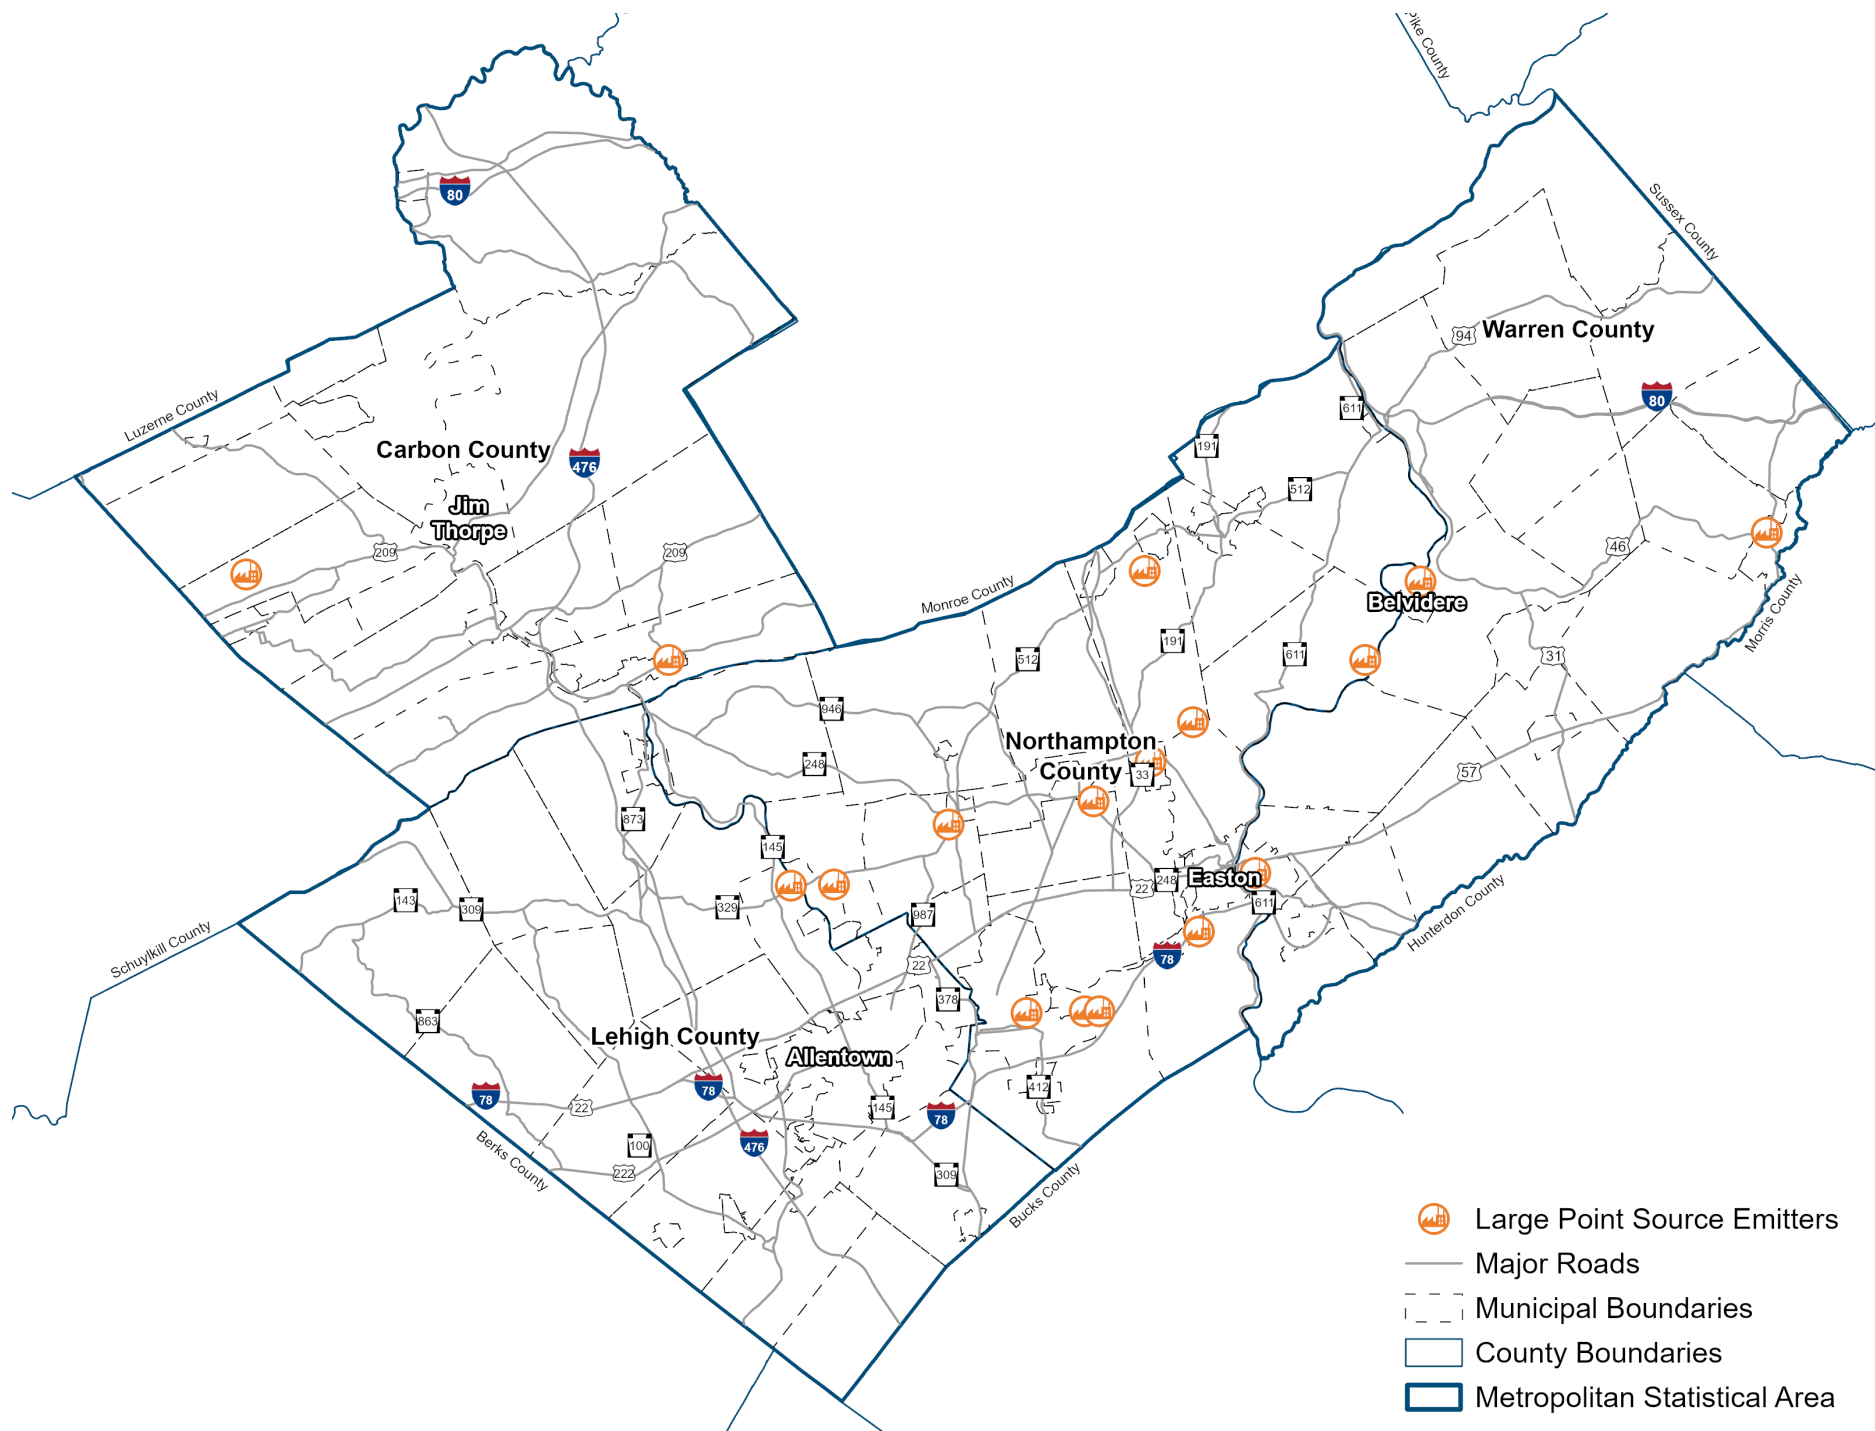 Pike County
80
Sussex County
94
Warren County
80
611
191
Luzerne County
Carbon County
476
512
Jim
Thorpe
209
209
46
Monroe County
Belvidere
Morris County
512
191
611
31
946
Northampton
County
248
33
57
873
145
Easton
248
22
611
143
309
329
987
Hunterdon County
Schuylkill County
22
78
378
863
Lehigh County
Allentown
78
78
22
145
78
412
100
476
222
309
Berks County
Bucks County
Large Point Source Emitters
Major Roads
Municipal Boundaries
County Boundaries
Metropolitan Statistical Area